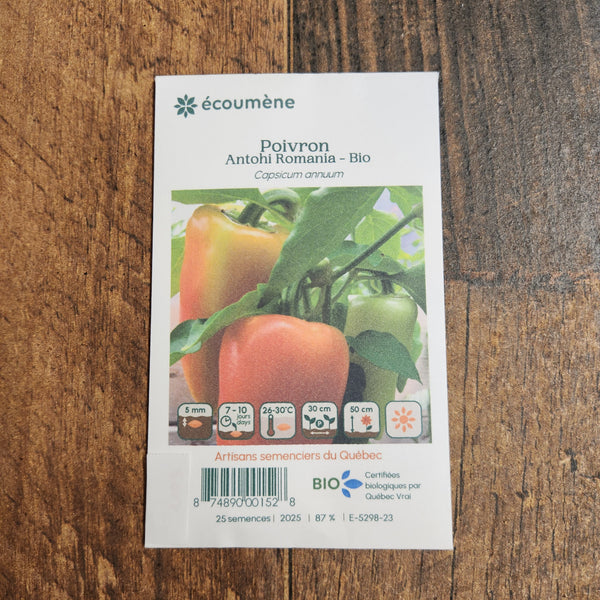 écoumène
Poivron
Antohi Romania - Bio
Capsicum annuum
5 mm
7 - 10
jours
days
26-30°C
30 cm
P
50 cm
Artisans semenciers du Québec
BIO
Certifiées
biologiques par
Québec Vrai
8 74890 00152 8
25 semences | 2025 | 87 % | E-5298-23